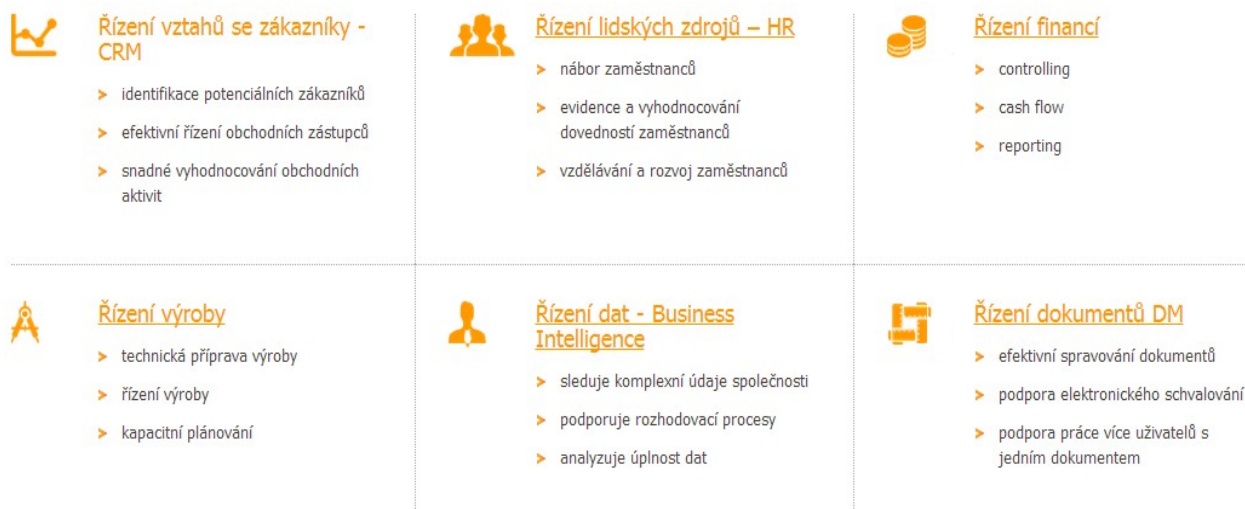 Řízení vztahů se zákazníky -
CRM
identifikace potenciálních zákazníků
efektivní řízení obchodních zástupců
snadné vyhodnocování obchodních
aktivit
Řízení lidských zdrojů – HR
nábor zaměstnanců
evidence a vyhodnocování
dovedností zaměstnanců
vzdělávání a rozvoj zaměstnanců
Řízení financí
controlling
cash flow
reporting
Řízení výroby
technická příprava výroby
řízení výroby
kapacitní plánování
Řízení dat - Business
Intelligence
sleduje komplexní údaje společnosti
podporuje rozhodovací procesy
analyzuje úplnost dat
Řízení dokumentů DM
efektivní spravování dokumentů
podpora elektronického schvalování
podpora práce více uživatelů s
jedním dokumentem